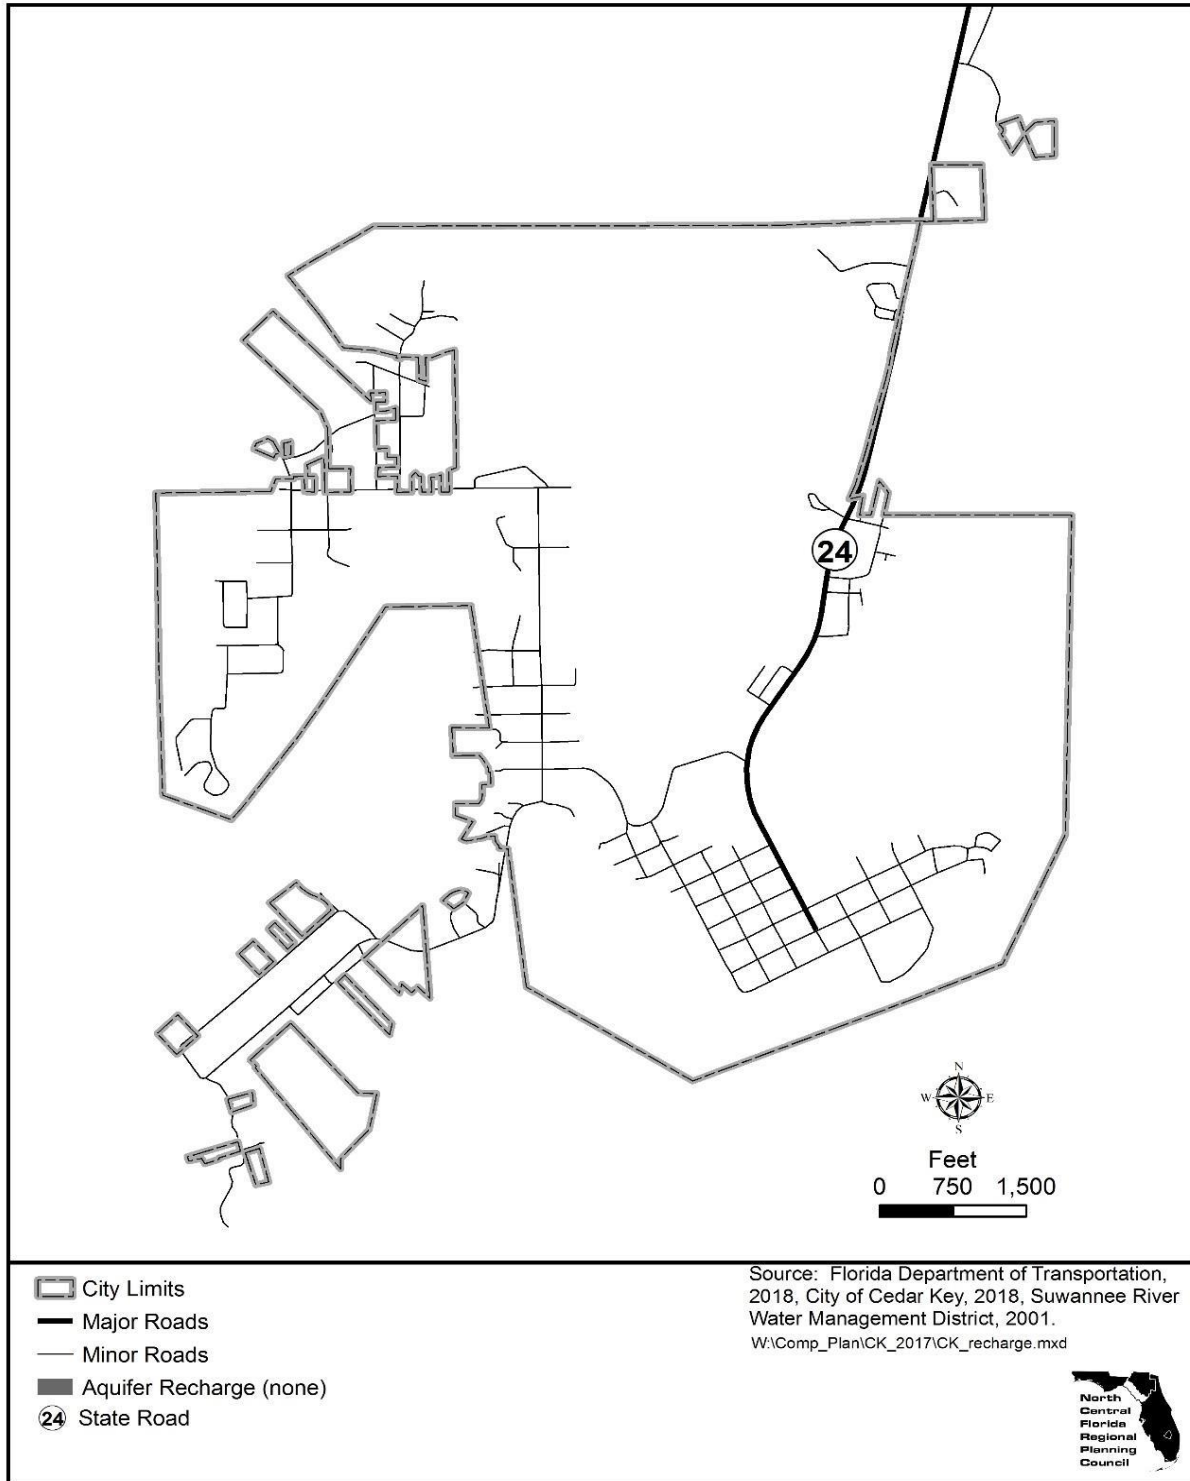 24
N
W E
S
Feet
0 750 1,500
City Limits
Major Roads
Minor Roads
Aquifer Recharge (none)
24 State Road
Source: Florida Department of Transportation,
2018, City of Cedar Key, 2018, Suwannee River
Water Management District, 2001.
W:\Comp_Plan\CK_2017\CK_recharge.mxd
North
Central
Florida
Regional
Planning
Council